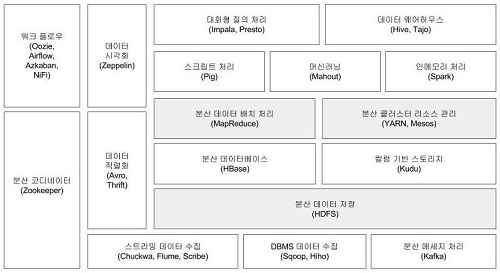 워크 플로우
(Oozie,
Airflow,
Azkaban,
NiFi)
데이터
시각화
(Zeppelin)
대화형 질의 처리
(Impala, Presto)
데이터 웨어하우스
(Hive, Tajo)
스크립트 처리
(Pig)
머신러닝
(Mahout)
인메모리 처리
(Spark)
분산 코디네이터
(Zookeeper)
데이터
직렬화
(Avro,
Thrift)
분산 데이터 배치 처리
(MapReduce)
분산 클러스터 리소스 관리
(YARN, Mesos)
분산 데이터베이스
(HBase)
컬럼 기반 스토리지
(Kudu)
분산 데이터 저장
(HDFS)
스트리밍 데이터 수집
(Chuckwa, Flume, Scribe)
DBMS 데이터 수집
(Sqoop, Hiho)
분산 메세지 처리
(Kafka)